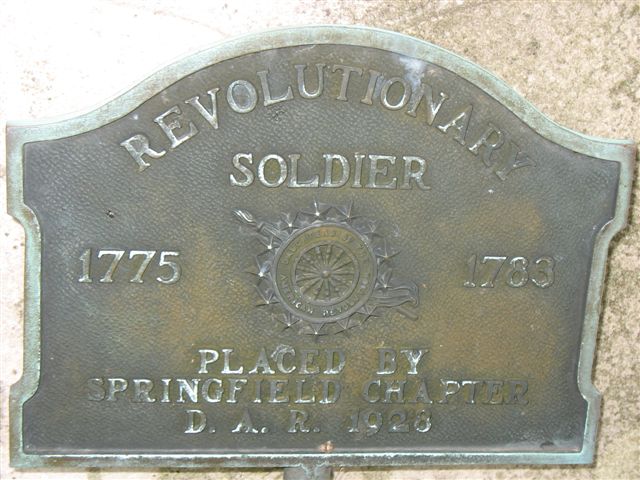 REVOLUTIONARY
SOLDIER
1775 1783
PLACED BY
SPRINGFIELD CHAPTER
D. A. R. 1928